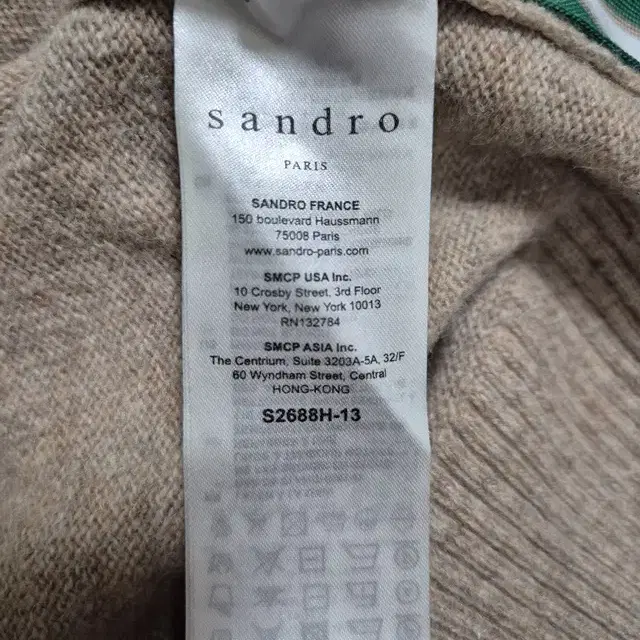 sandro
PARIS
SANDRO FRANCE
150 boulevard Haussmann
75008 Paris
www.sandro-paris.com
SMCP USA Inc.
10 Crosby Street, 3rd Floor
New York, New York 10013
RN132784
SMCP ASIA Inc.
The Centrium, Suite 3203A-5A, 32/F
60 Wyndham Street, Central
HONG-KONG
S2688H-13